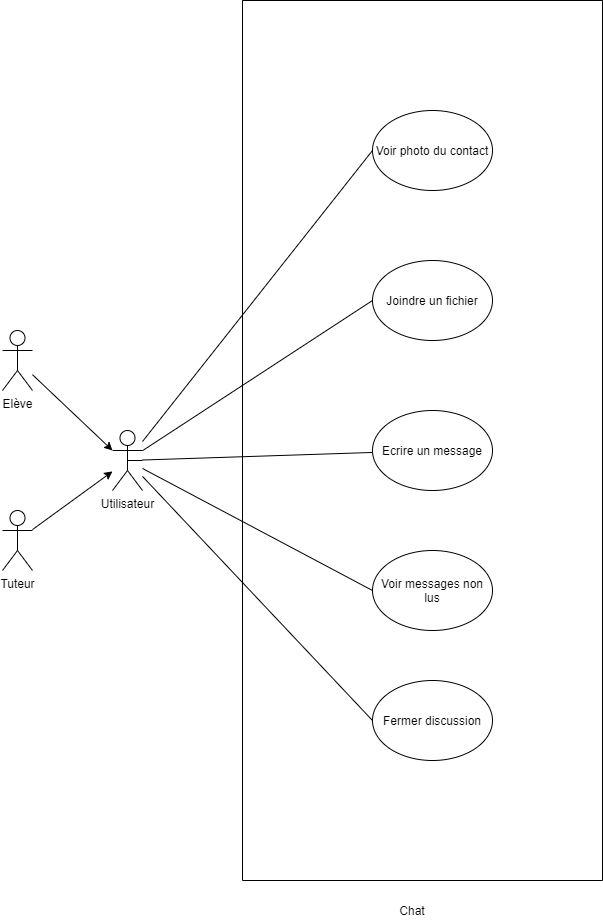 Voir photo du contact
Joindre un fichier
Elève
Ecrire un message
Utilisateur
Tuteur
Voir messages non
lus
Fermer discussion
Chat